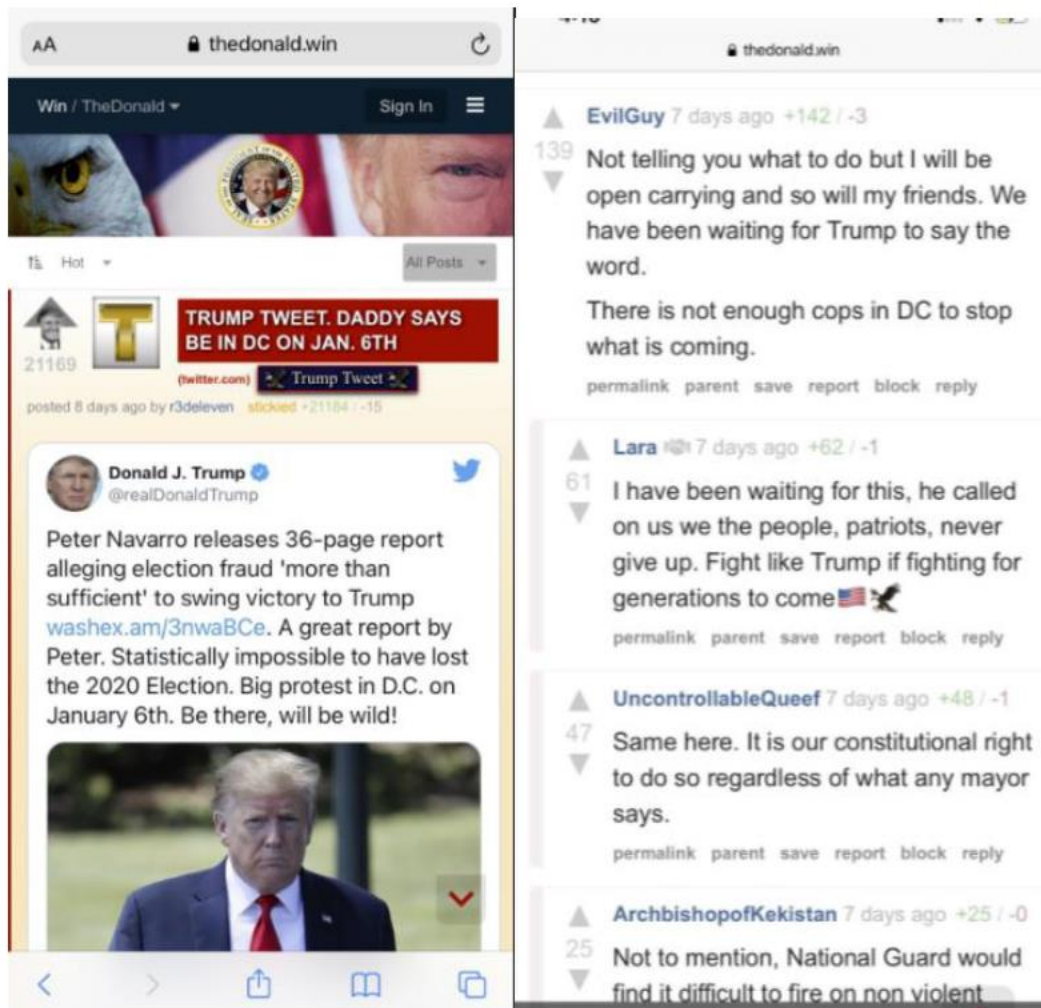 AA thedonald.win
Win / TheDonald
Sign In
Hot
All Posts
21169
T
TRUMP TWEET. DADDY SAYS
BE IN DC ON JAN. 6TH
(twitter.com) Trump Tweet
posted 8 days ago by r3deleven stickied +21184 / -15
Donald J. Trump
@realDonaldTrump
Peter Navarro releases 36-page report
alleging election fraud 'more than
sufficient' to swing victory to Trump
washex.am/3nwaBCe. A great report by
Peter. Statistically impossible to have lost
the 2020 Election. Big protest in D.C. on
January 6th. Be there, will be wild!
thedonald.win
EvilGuy 7 days ago +142 / -3
139
Not telling you what to do but I will be
open carrying and so will my friends. We
have been waiting for Trump to say the
word.
There is not enough cops in DC to stop
what is coming.
permalink parent save report block reply
Lara 7 days ago +62 / -1
61
I have been waiting for this, he called
on us we the people, patriots, never
give up. Fight like Trump if fighting for
generations to come🇺🇸🦅
permalink parent save report block reply
UncontrollableQueef 7 days ago +48 / -1
47
Same here. It is our constitutional right
to do so regardless of what any mayor
says.
permalink parent save report block reply
ArchbishopofKekistan 7 days ago +25 / -0
25
Not to mention, National Guard would
find it difficult to fire on non violent